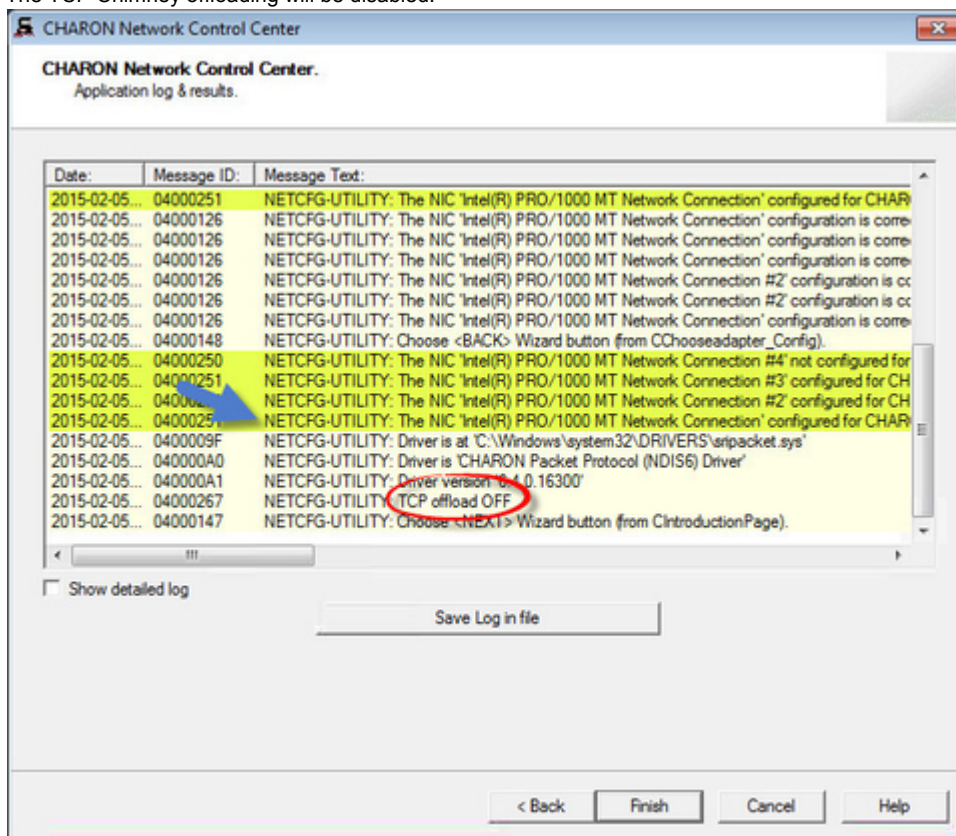 The TCP Chimney offloading will be disabled.
CHARON Network Control Center
CHARON Network Control Center.
Application log & results.
Date: Message ID: Message Text:
2015-02-05... 04000251 NETCFG-UTILITY: The NIC 'Intel(R) PRO/1000 MT Network Connection' configured for CHAR
2015-02-05... 04000126 NETCFG-UTILITY: The NIC 'Intel(R) PRO/1000 MT Network Connection' configuration is corre
2015-02-05... 04000126 NETCFG-UTILITY: The NIC 'Intel(R) PRO/1000 MT Network Connection' configuration is corre
2015-02-05... 04000126 NETCFG-UTILITY: The NIC 'Intel(R) PRO/1000 MT Network Connection' configuration is corre
2015-02-05... 04000126 NETCFG-UTILITY: The NIC 'Intel(R) PRO/1000 MT Network Connection #2' configuration is cc
2015-02-05... 04000126 NETCFG-UTILITY: The NIC 'Intel(R) PRO/1000 MT Network Connection #2' configuration is cc
2015-02-05... 04000126 NETCFG-UTILITY: The NIC 'Intel(R) PRO/1000 MT Network Connection' configuration is corre
2015-02-05... 04000148 NETCFG-UTILITY: Choose <BACK> Wizard button (from CChooseadapter_Config).
2015-02-05... 04000250 NETCFG-UTILITY: The NIC 'Intel(R) PRO/1000 MT Network Connection #4' not configured for
2015-02-05... 04000251 NETCFG-UTILITY: The NIC 'Intel(R) PRO/1000 MT Network Connection #3' configured for CH
2015-02-05... NETCFG-UTILITY: The NIC 'Intel(R) PRO/1000 MT Network Connection #2' configured for CH
2015-02-05... 04000251 NETCFG-UTILITY: The NIC 'Intel(R) PRO/1000 MT Network Connection' configured for CHAR
2015-02-05... 0400009F NETCFG-UTILITY: Driver is at 'C:\Windows\system32\DRIVERS\sripacket.sys'
2015-02-05... 040000A0 NETCFG-UTILITY: Driver is 'CHARON Packet Protocol (NDIS6) Driver'
2015-02-05... 040000A1 NETCFG-UTILITY: Driver version '6.4.0.16300'
2015-02-05... 04000267 NETCFG-UTILITY: TCP offload OFF
2015-02-05... 04000147 NETCFG-UTILITY: Choose <NEXT> Wizard button (from CIntroductionPage).
Show detailed log
Save Log in file
< Back Finish Cancel Help